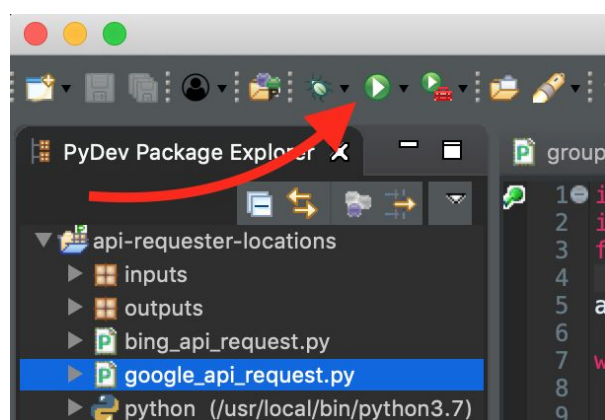 PyDev Package Explorer
group
1
2
3
4
5
6
7
8
9
api-requester-locations
inputs
outputs
bing_api_request.py
google_api_request.py
python (/usr/local/bin/python3.7)